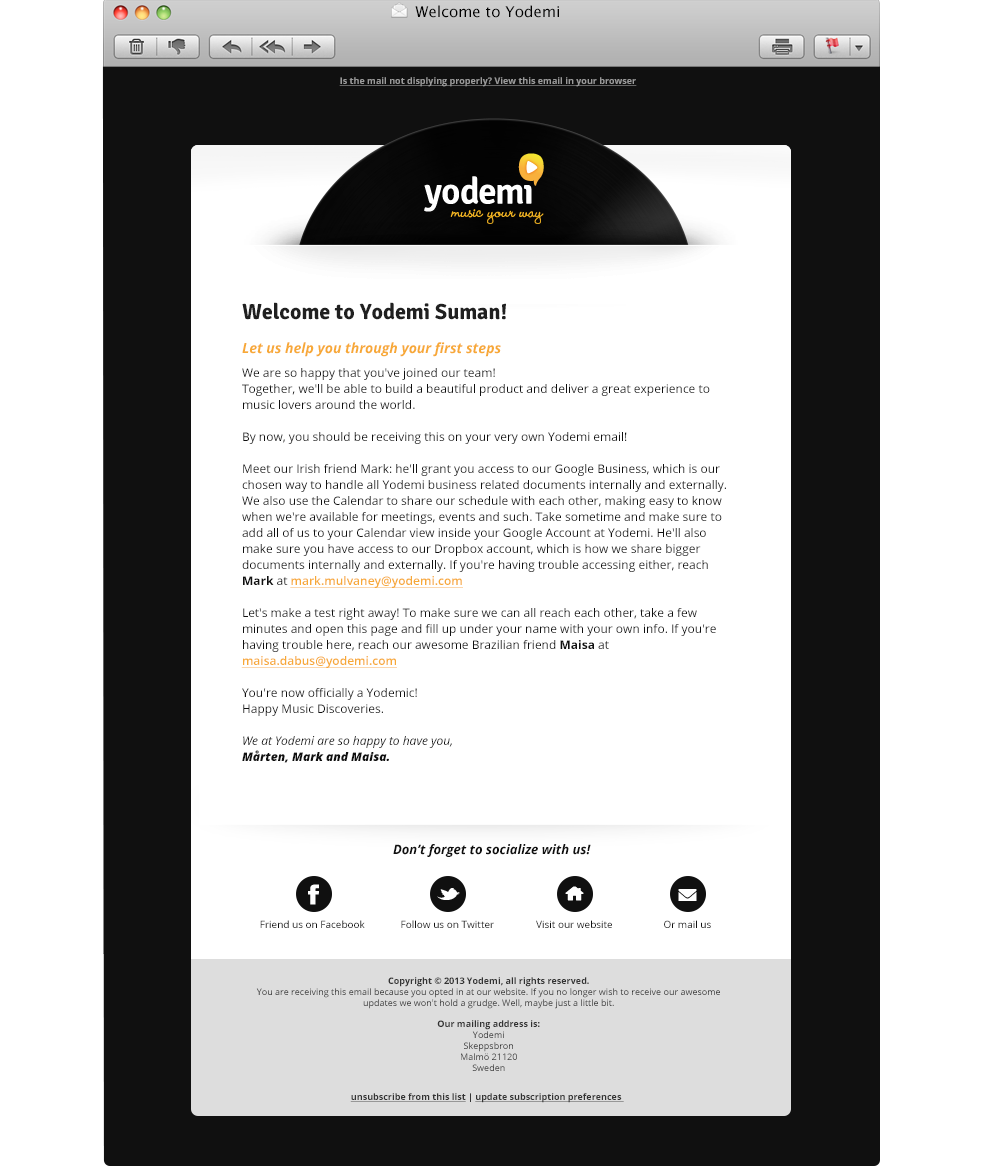 Welcome to Yodemi
Is the mail not displying properly? View this email in your browser
yodemi
music your way
Welcome to Yodemi Suman!
Let us help you through your first steps
We are so happy that you've joined our team!
Together, we'll be able to build a beautiful product and deliver a great experience to
music lovers around the world.
By now, you should be receiving this on your very own Yodemi email!
Meet our Irish friend Mark: he'll grant you access to our Google Business, which is our
chosen way to handle all Yodemi business related documents internally and externally.
We also use the Calendar to share our schedule with each other, making easy to know
when we're available for meetings, events and such. Take sometime and make sure to
add all of us to your Calendar view inside your Google Account at Yodemi. He'll also
make sure you have access to our Dropbox account, which is how we share bigger
documents internally and externally. If you're having trouble accessing either, reach
Mark at mark.mulvaney@yodemi.com
Let's make a test right away! To make sure we can all reach each other, take a few
minutes and open this page and fill up under your name with your own info. If you're
having trouble here, reach our awesome Brazilian friend Maisa at
maisa.dabus@yodemi.com
You're now officially a Yodemic!
Happy Music Discoveries.
We at Yodemi are so happy to have you,
Mårten, Mark and Maisa.
Don't forget to socialize with us!
Friend us on Facebook
Follow us on Twitter
Visit our website
Or mail us
Copyright © 2013 Yodemi, all rights reserved.
You are receiving this email because you opted in at our website. If you no longer wish to receive our awesome
updates we won't hold a grudge. Well, maybe just a little bit.
Our mailing address is:
Yodemi
Skeppsbron
Malmö 21120
Sweden
unsubscribe from this list | update subscription preferences